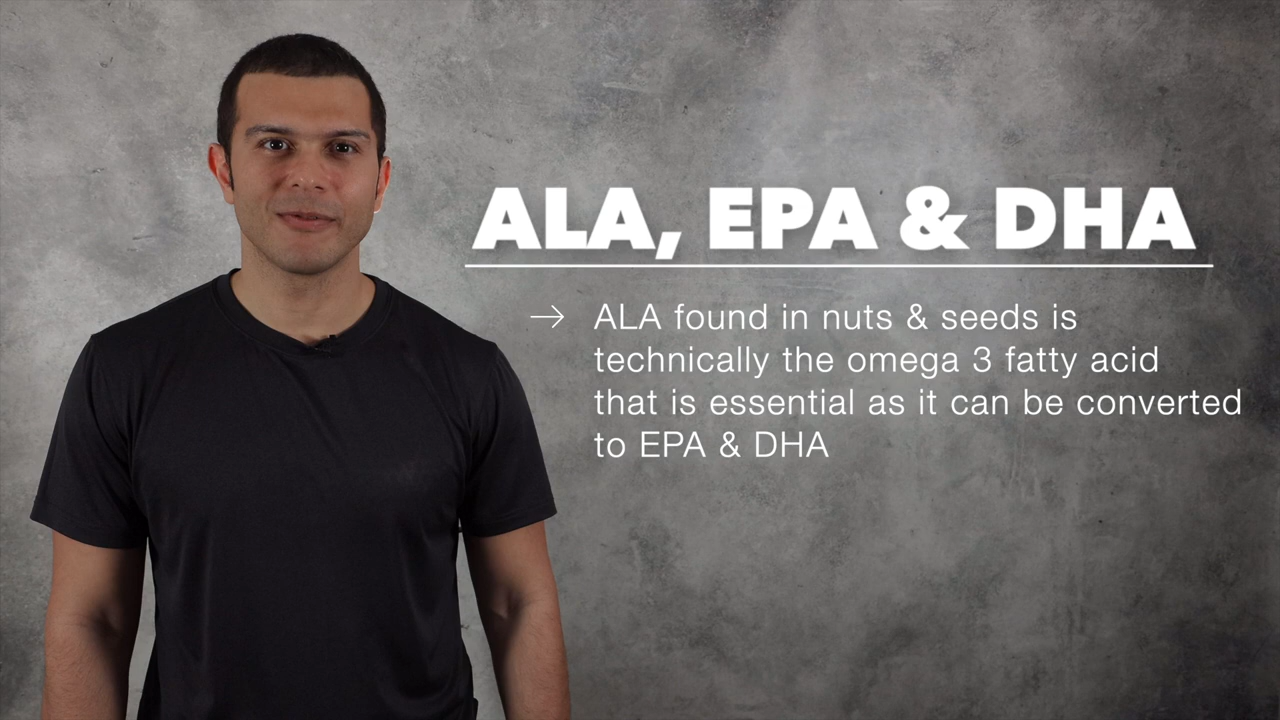 ALA, EPA & DHA
→ ALA found in nuts & seeds is
technically the omega 3 fatty acid
that is essential as it can be converted
to EPA & DHA